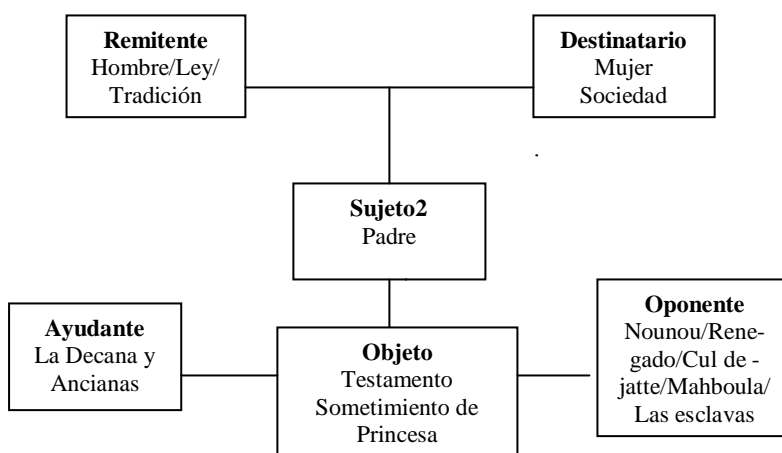 Remitente
Hombre/Ley/
Tradición
Destinatario
Mujer
Sociedad
Sujeto2
Padre
Ayudante
La Decana y
Ancianas
Objeto
Testamento
Sometimiento de
Princesa
Oponente
Nounou/Rene-
gado/Cul de -
jatte/Mahboula/
Las esclavas